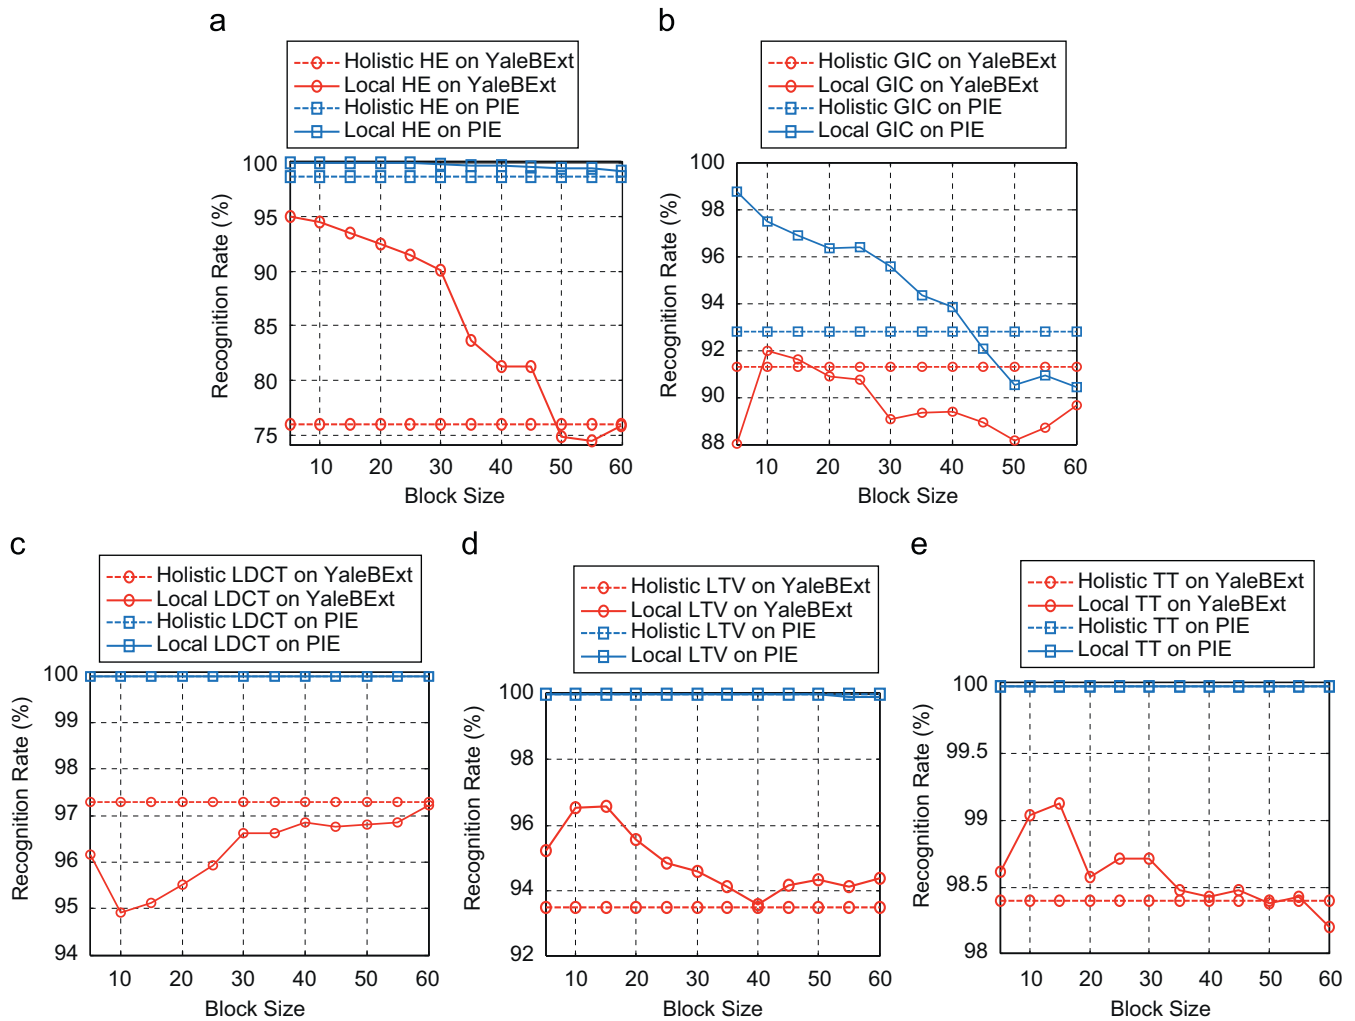 a
Holistic HE on YaleBExt
Local HE on YaleBExt
Holistic HE on PIE
Local HE on PIE
100
95
90
85
80
75
Recognition Rate (%)
10 20 30 40 50 60
Block Size
b
Holistic GIC on YaleBExt
Local GIC on YaleBExt
Holistic GIC on PIE
Local GIC on PIE
100
98
96
94
92
90
88
Recognition Rate (%)
10 20 30 40 50 60
Block Size
c
Holistic LDCT on YaleBExt
Local LDCT on YaleBExt
Holistic LDCT on PIE
Local LDCT on PIE
100
99
98
97
96
95
94
Recognition Rate (%)
10 20 30 40 50 60
Block Size
d
Holistic LTV on YaleBExt
Local LTV on YaleBExt
Holistic LTV on PIE
Local LTV on PIE
100
98
96
94
92
Recognition Rate (%)
10 20 30 40 50 60
Block Size
e
Holistic TT on YaleBExt
Local TT on YaleBExt
Holistic TT on PIE
Local TT on PIE
100
99.5
99
98.5
98
Recognition Rate (%)
10 20 30 40 50 60
Block Size